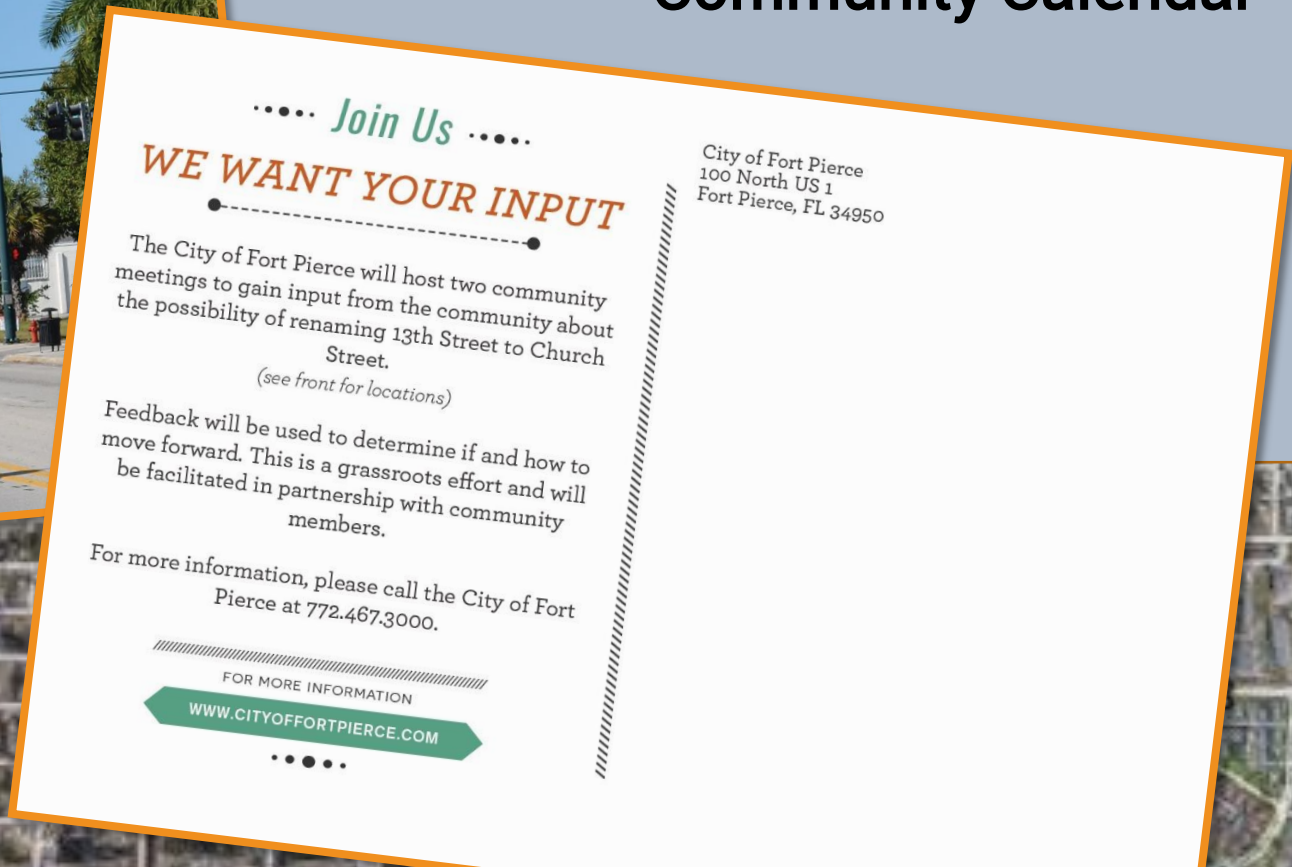 Community Calendar
Join Us
WE WANT YOUR INPUT
The City of Fort Pierce will host two community
meetings to gain input from the community about
the possibility of renaming 13th Street to Church
Street.
(see front for locations)
Feedback will be used to determine if and how to
move forward. This is a grassroots effort and will
be facilitated in partnership with community
members.
For more information, please call the City of Fort
Pierce at 772.467.3000.
FOR MORE INFORMATION
WWW.CITYOFFORTPIERCE.COM
City of Fort Pierce
100 North US 1
Fort Pierce, FL 34950